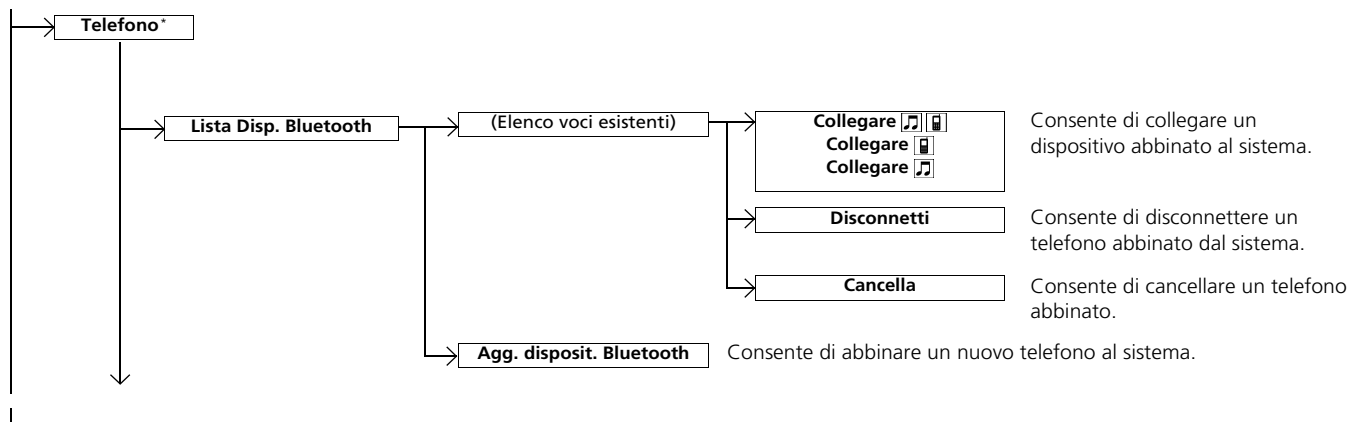 Telefono*
Lista Disp. Bluetooth
(Elenco voci esistenti)
Collegare
Collegare
Collegare
Consente di collegare un
dispositivo abbinato al sistema.
Disconnetti
Consente di disconnettere un
telefono abbinato dal sistema.
Cancella
Consente di cancellare un telefono
abbinato.
Agg. disposit. Bluetooth
Consente di abbinare un nuovo telefono al sistema.